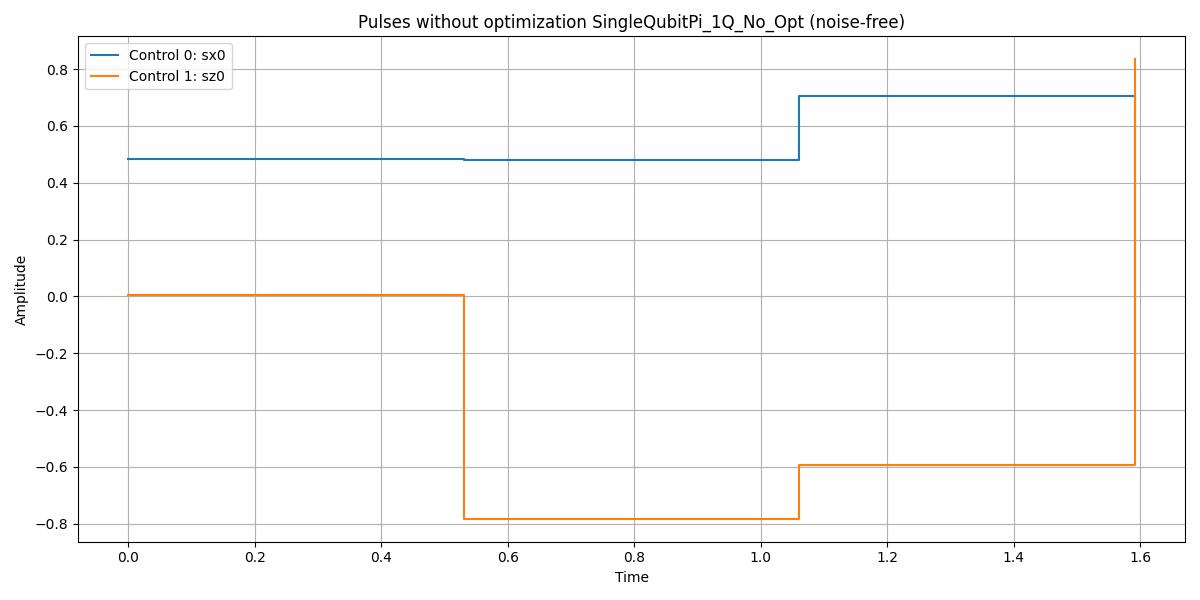 Pulses without optimization SingleQubitPi_1Q_No_Opt (noise-free)
Control 0: sx0
Control 1: sz0
Amplitude
0.8
0.6
0.4
0.2
0.0
−0.2
−0.4
−0.6
−0.8
0.0 0.2 0.4 0.6 0.8 1.0 1.2 1.4 1.6
Time